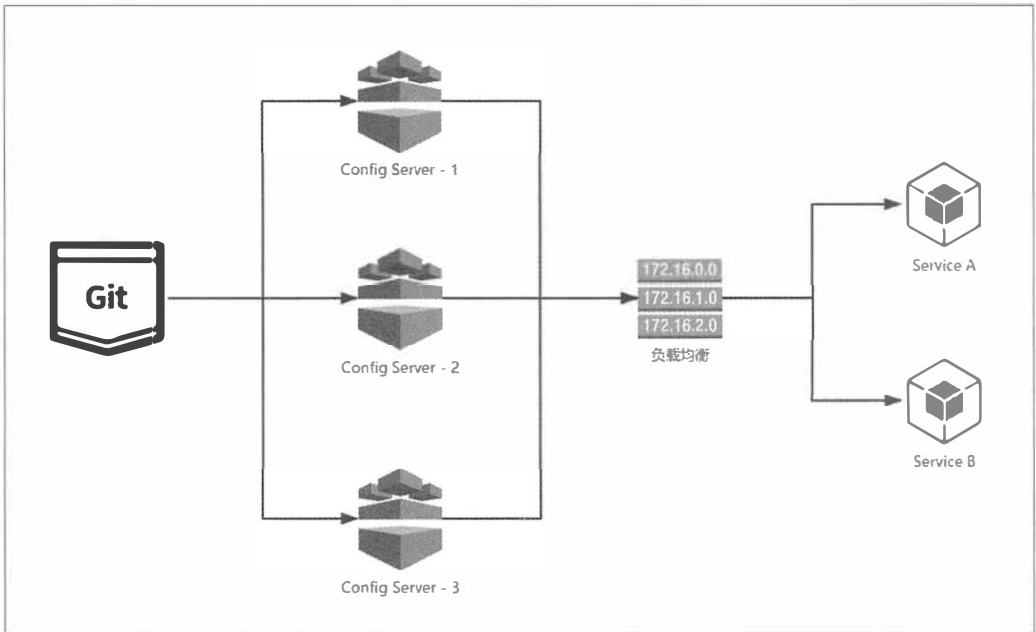 Config Server - 1
Git
Config Server - 2
Config Server - 3
172.16.0.0
172.16.1.0
172.16.2.0
负载均衡
Service A
Service B